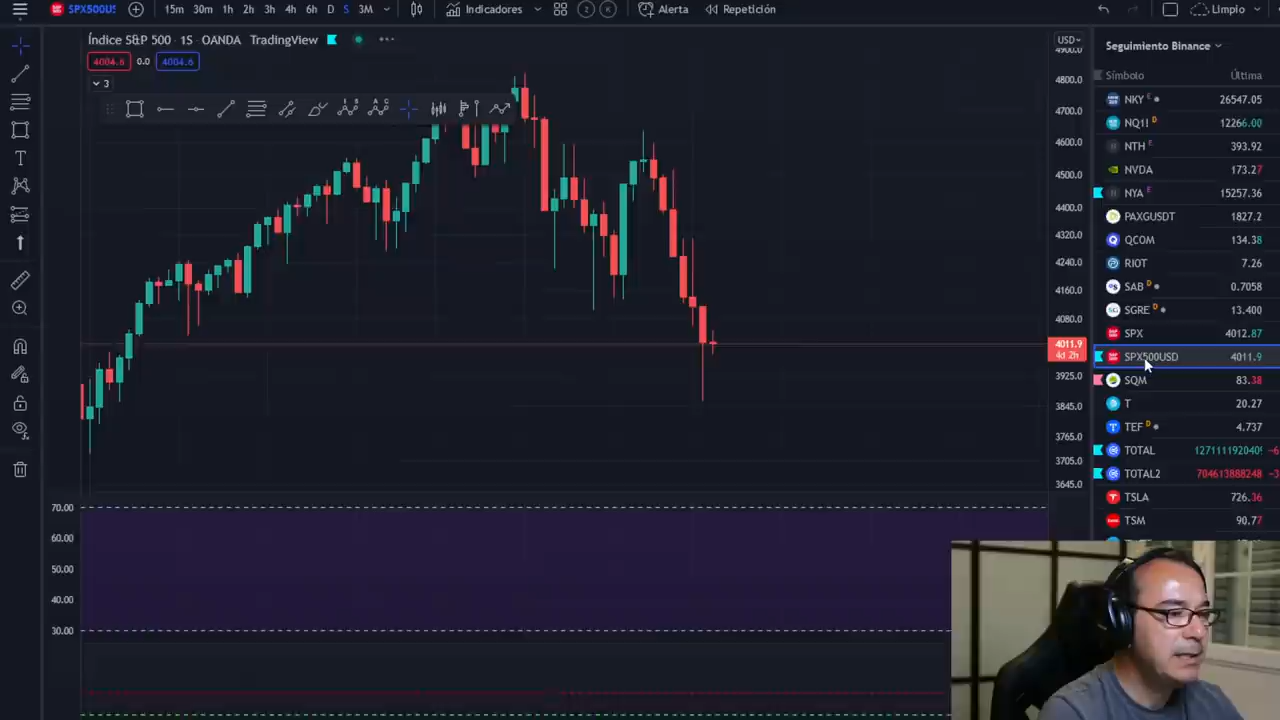 SPX500US
15m 30m 1h 2h 3h 4h 6h D S 3M
Indicadores
Alerta
Repetición
Limpio
Índice S&P 500 · 1S · OANDA TradingView
4004.6 0.0 4004.6
3
USD
4900.0
4800.0
4700.0
4600.0
4500.0
4400.0
4320.0
4240.0
4160.0
4080.0
4011.9
4d 2h
3925.0
3845.0
3765.0
3705.0
3645.0
70.00
60.00
50.00
40.00
30.00
Seguimiento Binance
Símbolo Última
NKY E 26547.05
NQ1! D 12266.00
NTH E 393.92
NVDA 173.27
NYA E 15257.36
PAXGUSDT 1827.2
QCOM 134.38
RIOT 7.26
SAB D 0.7058
SGRE D 13.400
SPX 4012.87
SPX500USD 4011.9
SQM 83.38
T 20.27
TEF D 4.737
TOTAL
TOTAL2 704613888248
TSLA 726.36
TSM 90.77